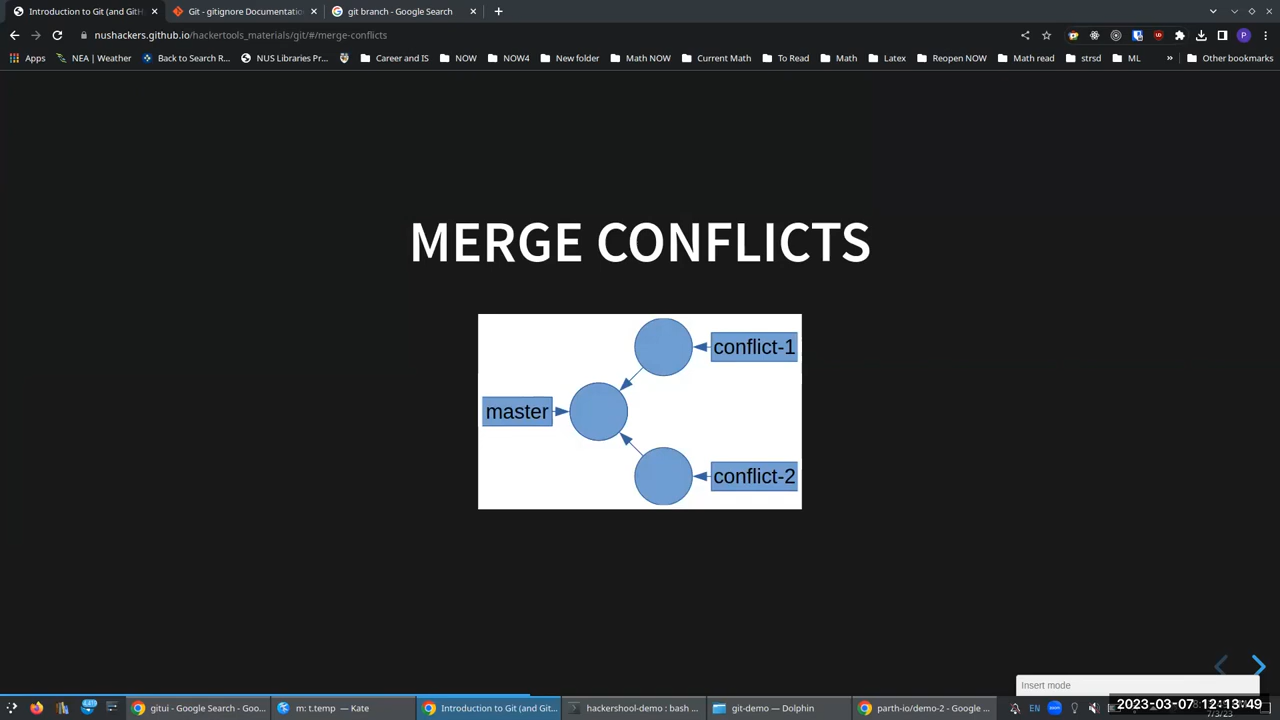 Introduction to Git (and GitH
Git - gitignore Documentatio
git branch - Google Search
nushackers.github.io/hackertools_materials/git/#/merge-conflicts
Apps
NEA | Weather
Back to Search R...
NUS Libraries Pr...
Career and IS
NOW
NOW4
New folder
Math NOW
Current Math
To Read
Math
Latex
Reopen NOW
Math read
strsd
ML
»
Other bookmarks
MERGE CONFLICTS
conflict-1
master
conflict-2
Insert mode
gitui - Google Search - Goo...
m: t.temp — Kate
Introduction to Git (and Git...
hackershool-demo : bash ...
git-demo — Dolphin
parth-io/demo-2 - Google ...
EN
2023-03-07 12:13:49
7/3/23